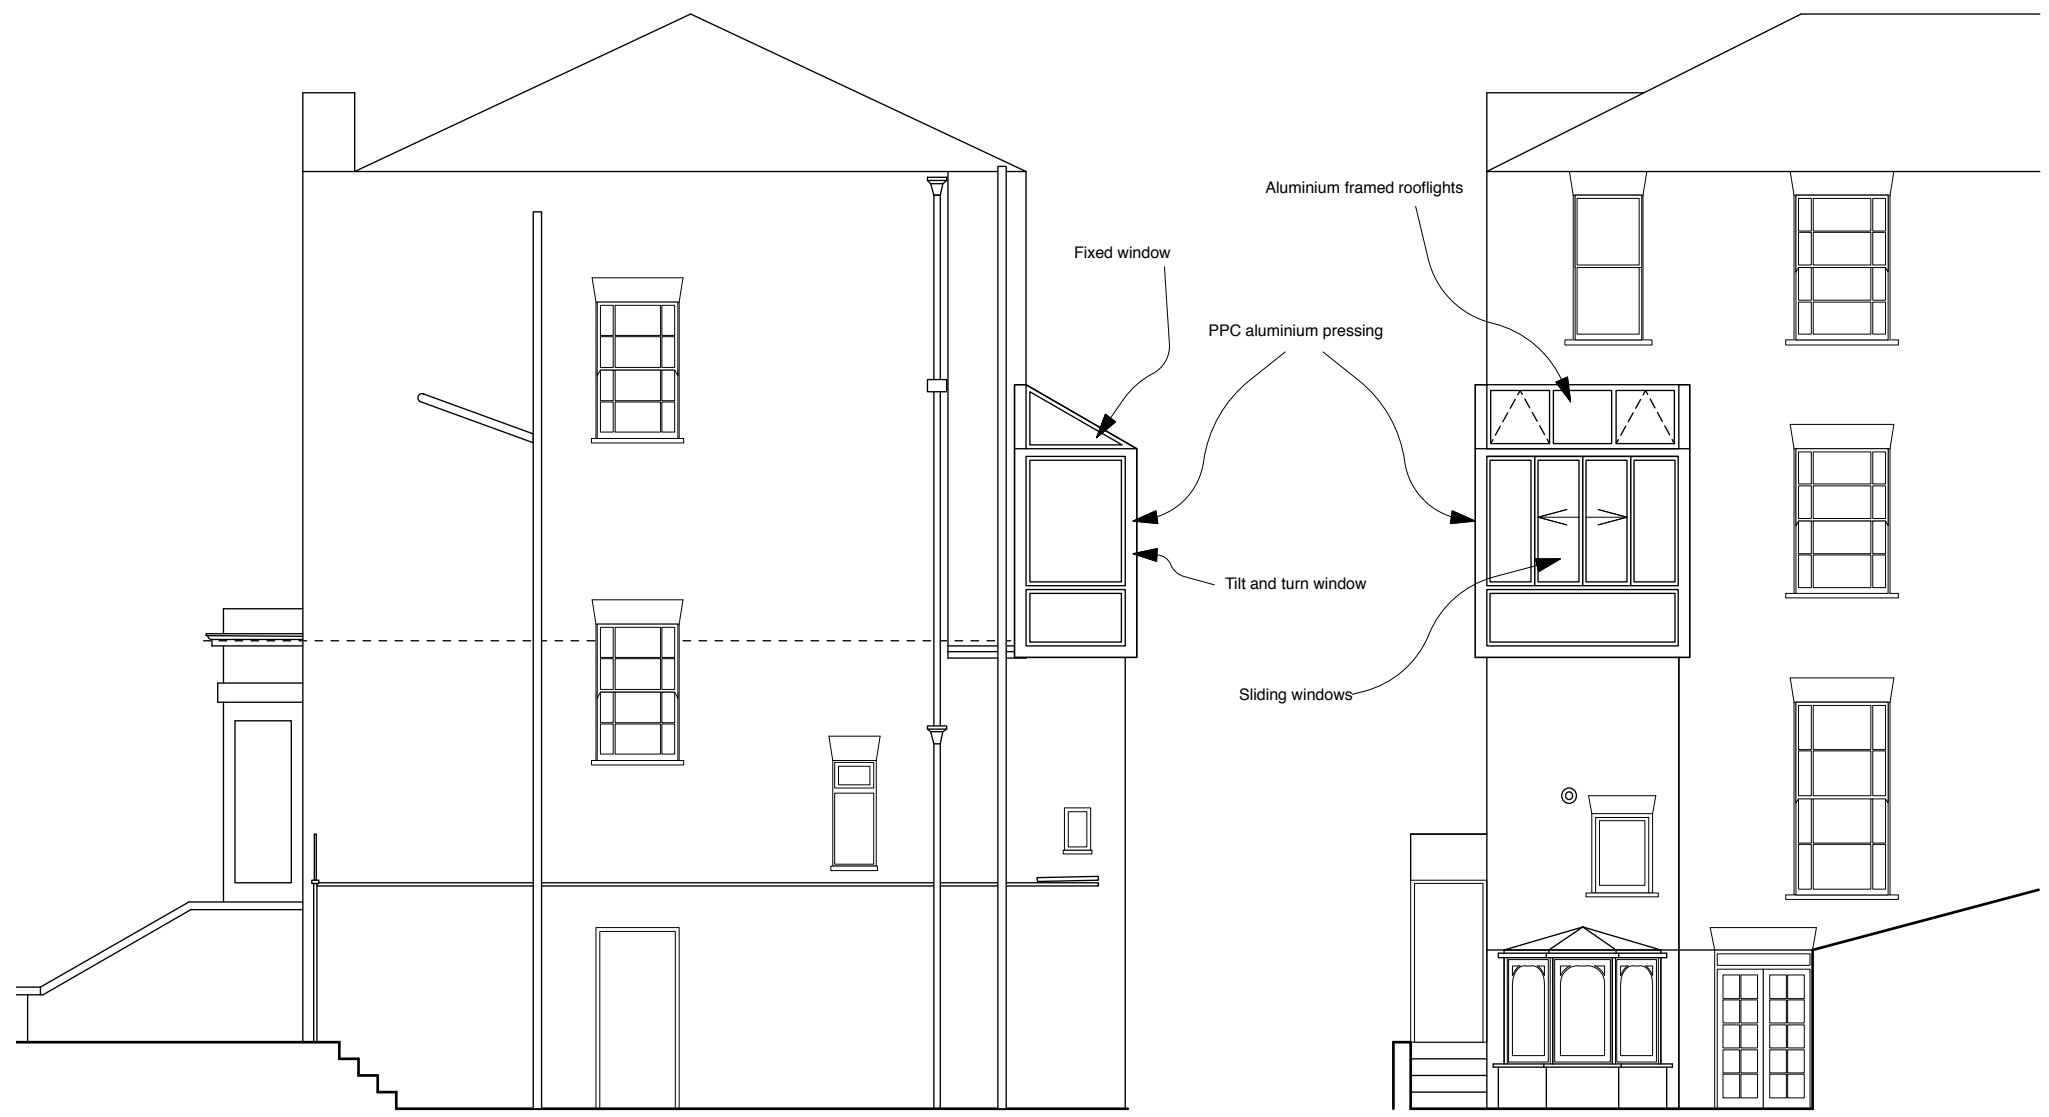 Aluminium framed rooflights
Fixed window
PPC aluminium pressing
Tilt and turn window
Sliding windows